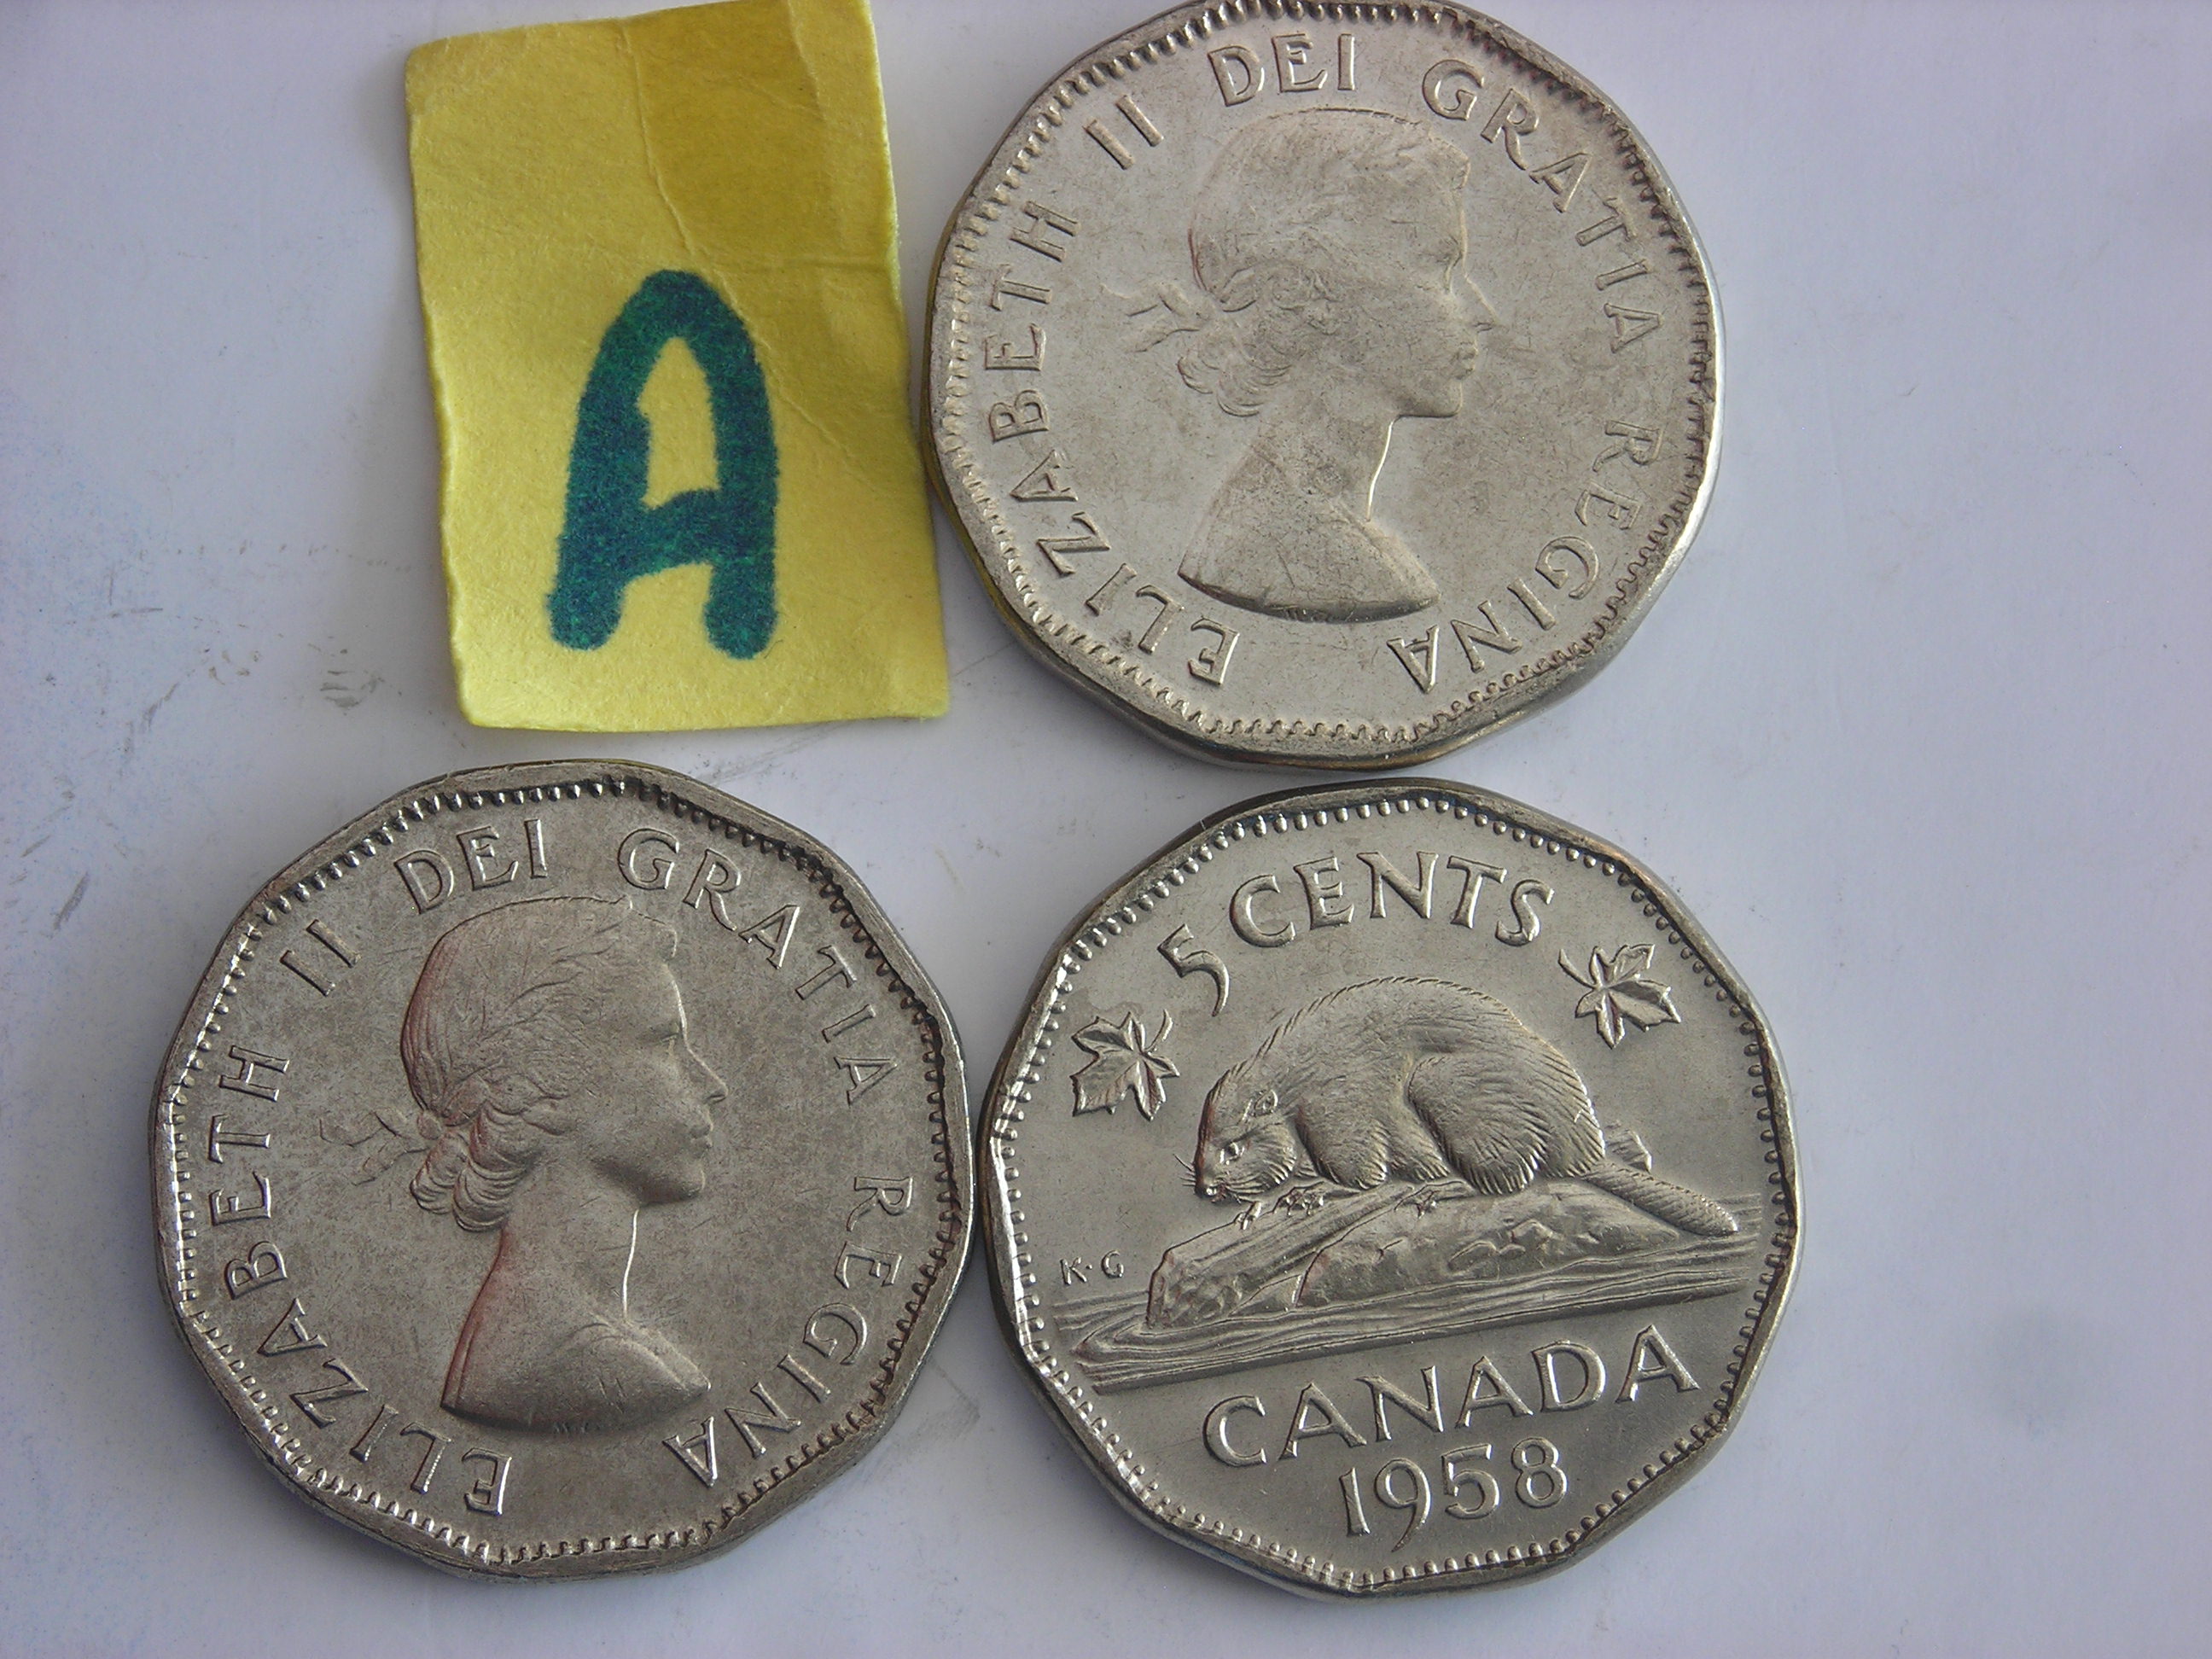 A
ELIZABETH II DEI GRATIA REGINA
ELIZABETH II DEI GRATIA REGINA
5 CENTS
K·G
CANADA
1958